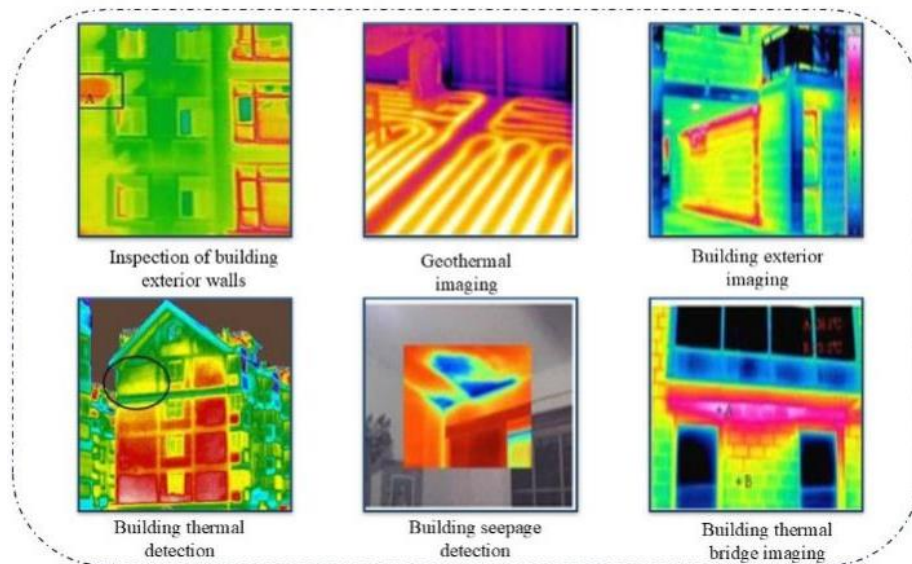 A
Inspection of building
exterior walls
Geothermal
imaging
Building exterior
imaging
Building thermal
detection
Building seepage
detection
+A
+B
Building thermal
bridge imaging